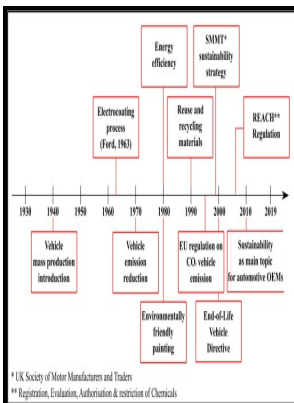 Energy
efficiency
SMMT*
sustainability
strategy
Electrocoating
process
(Ford, 1963)
Reuse and
recycling
materials
REACH**
Regulation
1930 1940 1950 1960 1970 1980 1990 2000 2010 2019
Vehicle
mass production
introduction
Vehicle
emission
reduction
EU regulation on
CO₂ vehicle
emission
Sustainability
as main topic
for automotive OEMs
Environmentally
friendly
painting
End-of-Life
Vehicle
Directive
* UK Society of Motor Manufacturers and Traders
** Registration, Evaluation, Authorisation & restriction of Chemicals